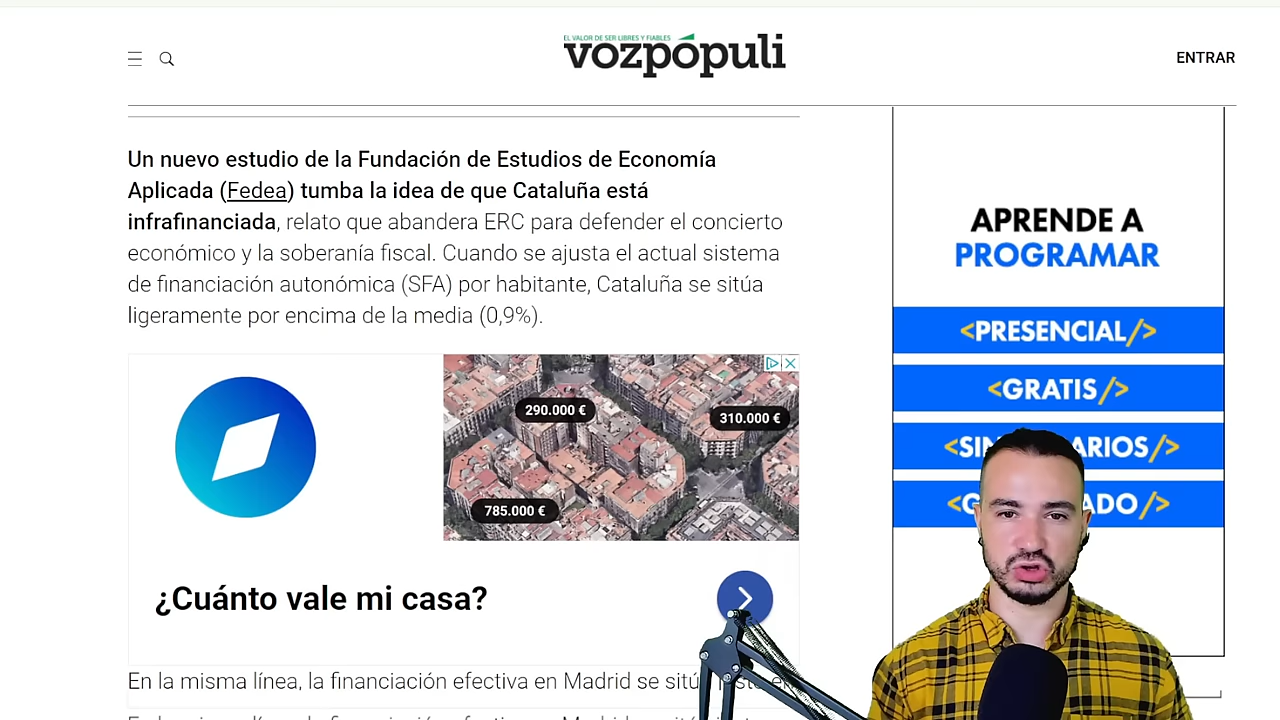 EL VALOR DE SER LIBRES Y FIABLES
vozpópuli
ENTRAR
Un nuevo estudio de la Fundación de Estudios de Economía
Aplicada (Fedea) tumba la idea de que Cataluña está
infrafinanciada, relato que abandera ERC para defender el concierto
económico y la soberanía fiscal. Cuando se ajusta el actual sistema
de financiación autonómica (SFA) por habitante, Cataluña se sitúa
ligeramente por encima de la media (0,9%).
290.000 €
310.000 €
785.000 €
¿Cuánto vale mi casa?
En la misma línea, la financiación efectiva en Madrid se
APRENDE A
PROGRAMAR
<PRESENCIAL/>
<GRATIS/>